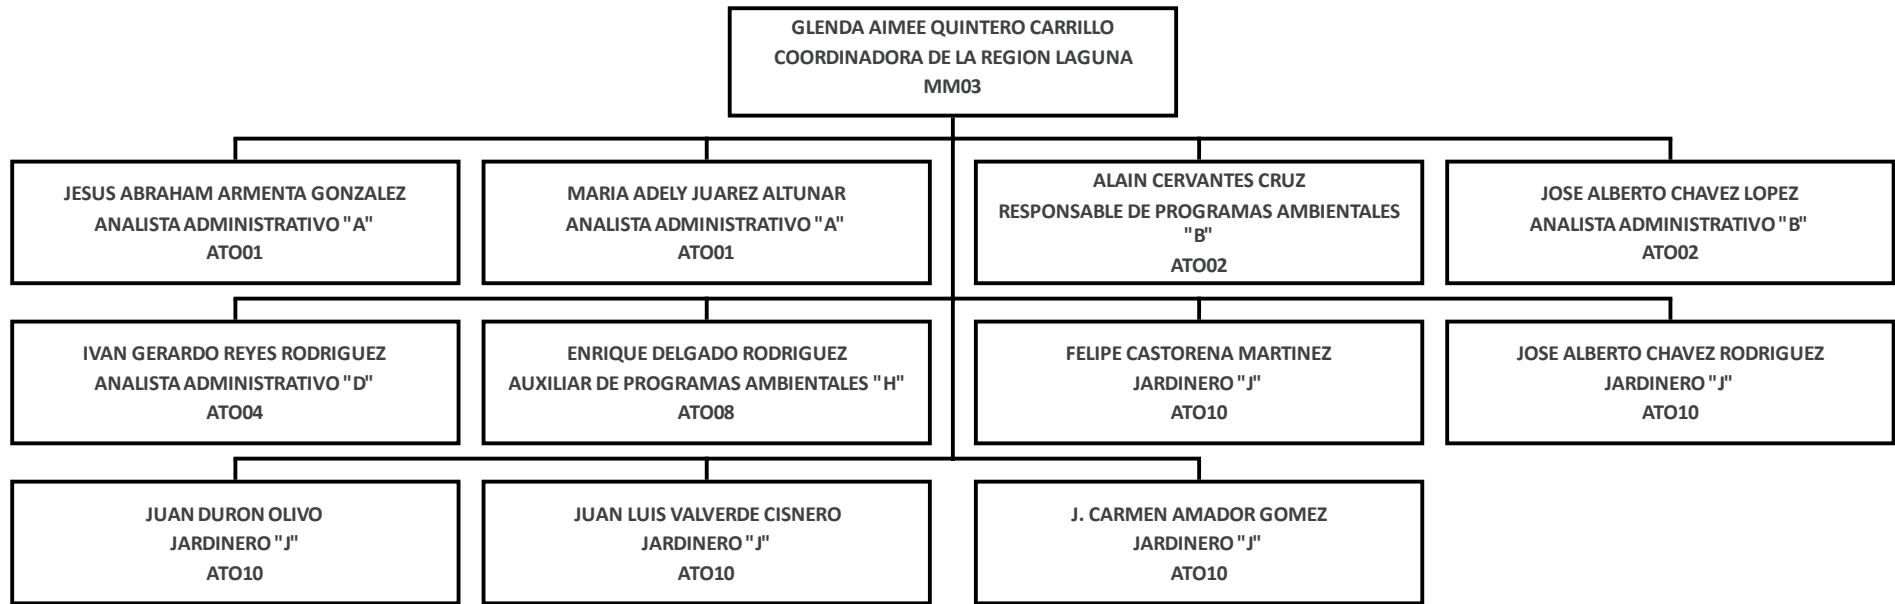 GLENDA AIMEE QUINTERO CARRILLO
COORDINADORA DE LA REGION LAGUNA
MM03
JESUS ABRAHAM ARMENTA GONZALEZ
ANALISTA ADMINISTRATIVO "A"
ATO01
MARIA ADELY JUAREZ ALTUNAR
ANALISTA ADMINISTRATIVO "A"
ATO01
ALAIN CERVANTES CRUZ
RESPONSABLE DE PROGRAMAS AMBIENTALES
"B"
ATO02
JOSE ALBERTO CHAVEZ LOPEZ
ANALISTA ADMINISTRATIVO "B"
ATO02
IVAN GERARDO REYES RODRIGUEZ
ANALISTA ADMINISTRATIVO "D"
ATO04
ENRIQUE DELGADO RODRIGUEZ
AUXILIAR DE PROGRAMAS AMBIENTALES "H"
ATO08
FELIPE CASTORENA MARTINEZ
JARDINERO "J"
ATO10
JOSE ALBERTO CHAVEZ RODRIGUEZ
JARDINERO "J"
ATO10
JUAN DURON OLIVO
JARDINERO "J"
ATO10
JUAN LUIS VALVERDE CISNERO
JARDINERO "J"
ATO10
J. CARMEN AMADOR GOMEZ
JARDINERO "J"
ATO10